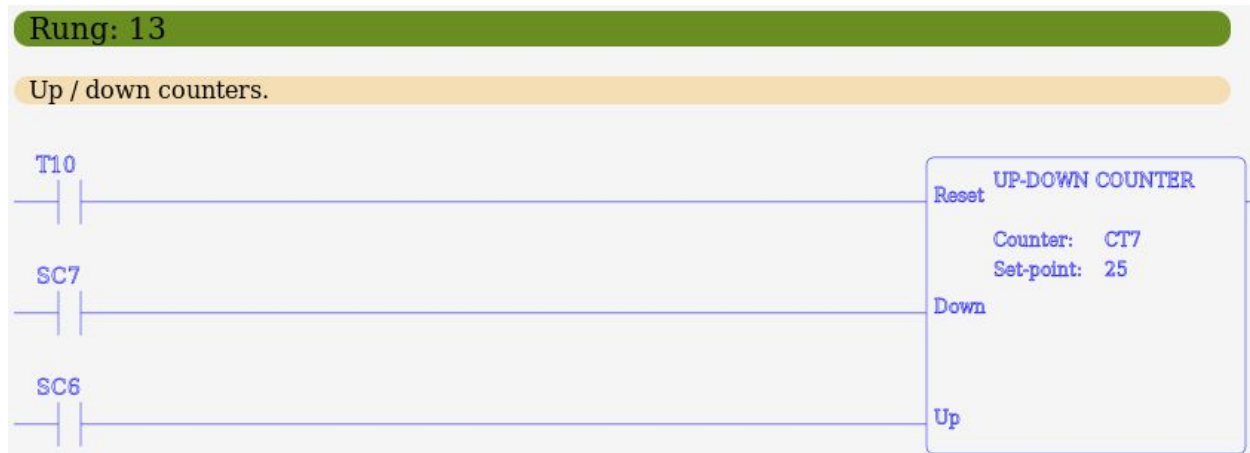 Rung: 13
Up / down counters.
T10
Reset UP-DOWN COUNTER
Counter: CT7
SC7
Set-point: 25
Down
SC6
Up